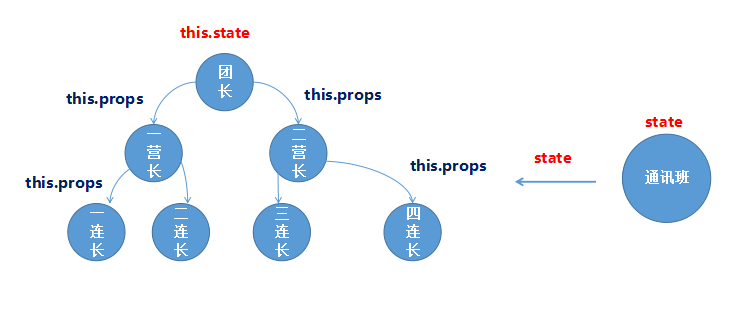 this.state
团
长
this.props
this.props
一
营
长
二
营
长
this.props
this.props
一
连
长
二
连
长
三
连
长
四
连
长
state
state
通讯班